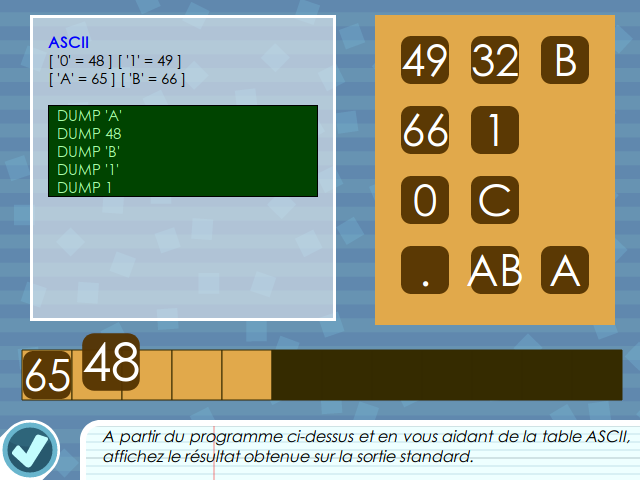 ASCII
[ '0' = 48 ] [ '1' = 49 ]
[ 'A' = 65 ] [ 'B' = 66 ]
DUMP 'A'
DUMP 48
DUMP 'B'
DUMP '1'
DUMP 1
49 32 B
66 1
0 C
. AB A
65 48
A partir du programme ci-dessus et en vous aidant de la table ASCII,
affichez le résultat obtenue sur la sortie standard.